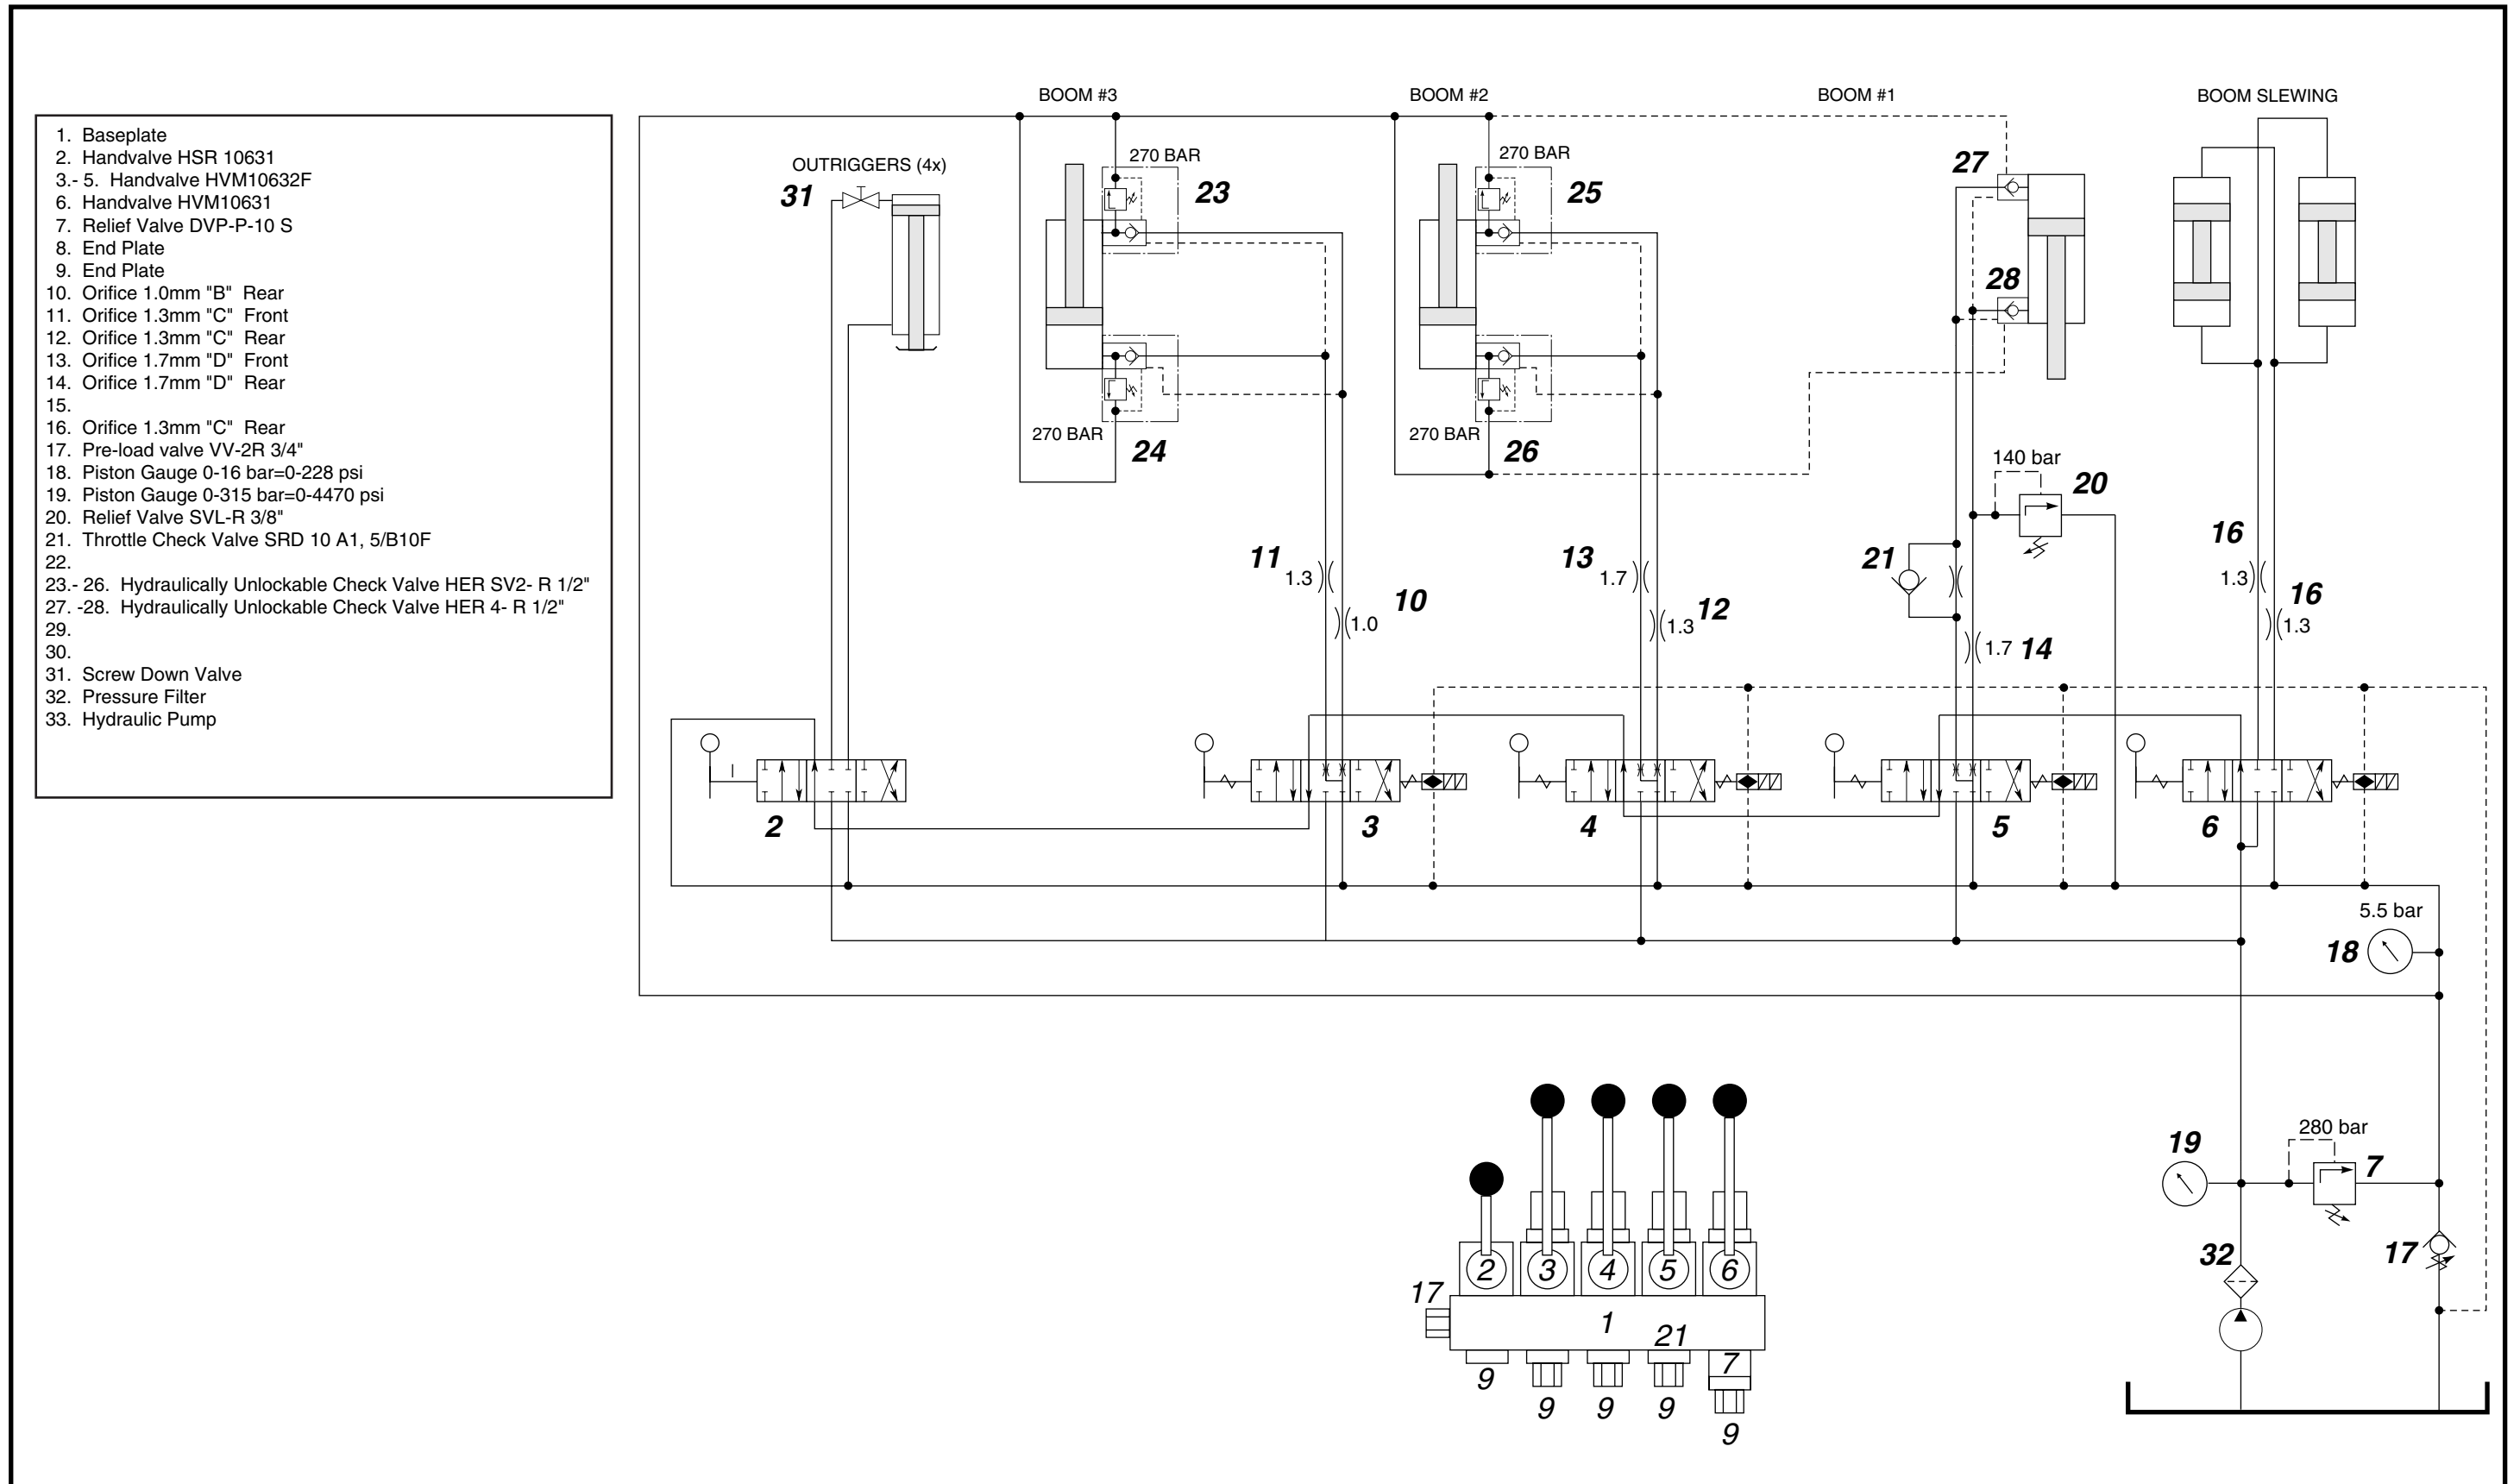 1. Baseplate
2. Handvalve HSR 10631
3.- 5. Handvalve HVM10632F
6. Handvalve HVM10631
7. Relief Valve DVP-P-10 S
8. End Plate
9. End Plate
10. Orifice 1.0mm "B" Rear
11. Orifice 1.3mm "C" Front
12. Orifice 1.3mm "C" Rear
13. Orifice 1.7mm "D" Front
14. Orifice 1.7mm "D" Rear
15.
16. Orifice 1.3mm "C" Rear
17. Pre-load valve VV-2R 3/4"
18. Piston Gauge 0-16 bar=0-228 psi
19. Piston Gauge 0-315 bar=0-4470 psi
20. Relief Valve SVL-R 3/8"
21. Throttle Check Valve SRD 10 A1, 5/B10F
22.
23.- 26. Hydraulically Unlockable Check Valve HER SV2- R 1/2"
27. -28. Hydraulically Unlockable Check Valve HER 4- R 1/2"
29.
30.
31. Screw Down Valve
32. Pressure Filter
33. Hydraulic Pump
BOOM #3
BOOM #2
BOOM #1
BOOM SLEWING
OUTRIGGERS (4x)
31
270 BAR
23
270 BAR
25
27
28
270 BAR
24
270 BAR
26
140 bar
20
11
1.3
10
1.0
13
1.7
12
1.3
21
14
1.7
16
1.3
16
1.3
2
3
4
5
6
5.5 bar
18
19
280 bar
7
32
17
2
3
4
5
6
17
1
21
7
9
9
9
9
9